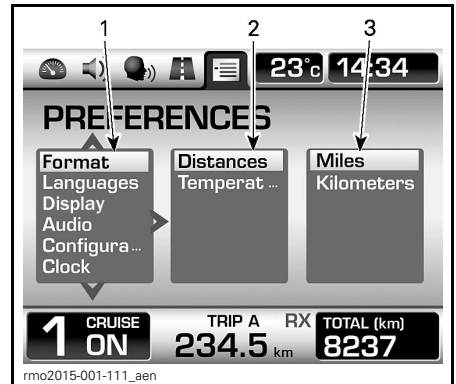 1 2 3
23°c 14:34
PREFERENCES
Format
Languages
Display
Audio
Configura ...
Clock
Distances
Temperat ...
Miles
Kilometers
1 CRUISE ON
TRIP A
234.5 km
RX
TOTAL (km)
8237
rmo2015-001-111_aen